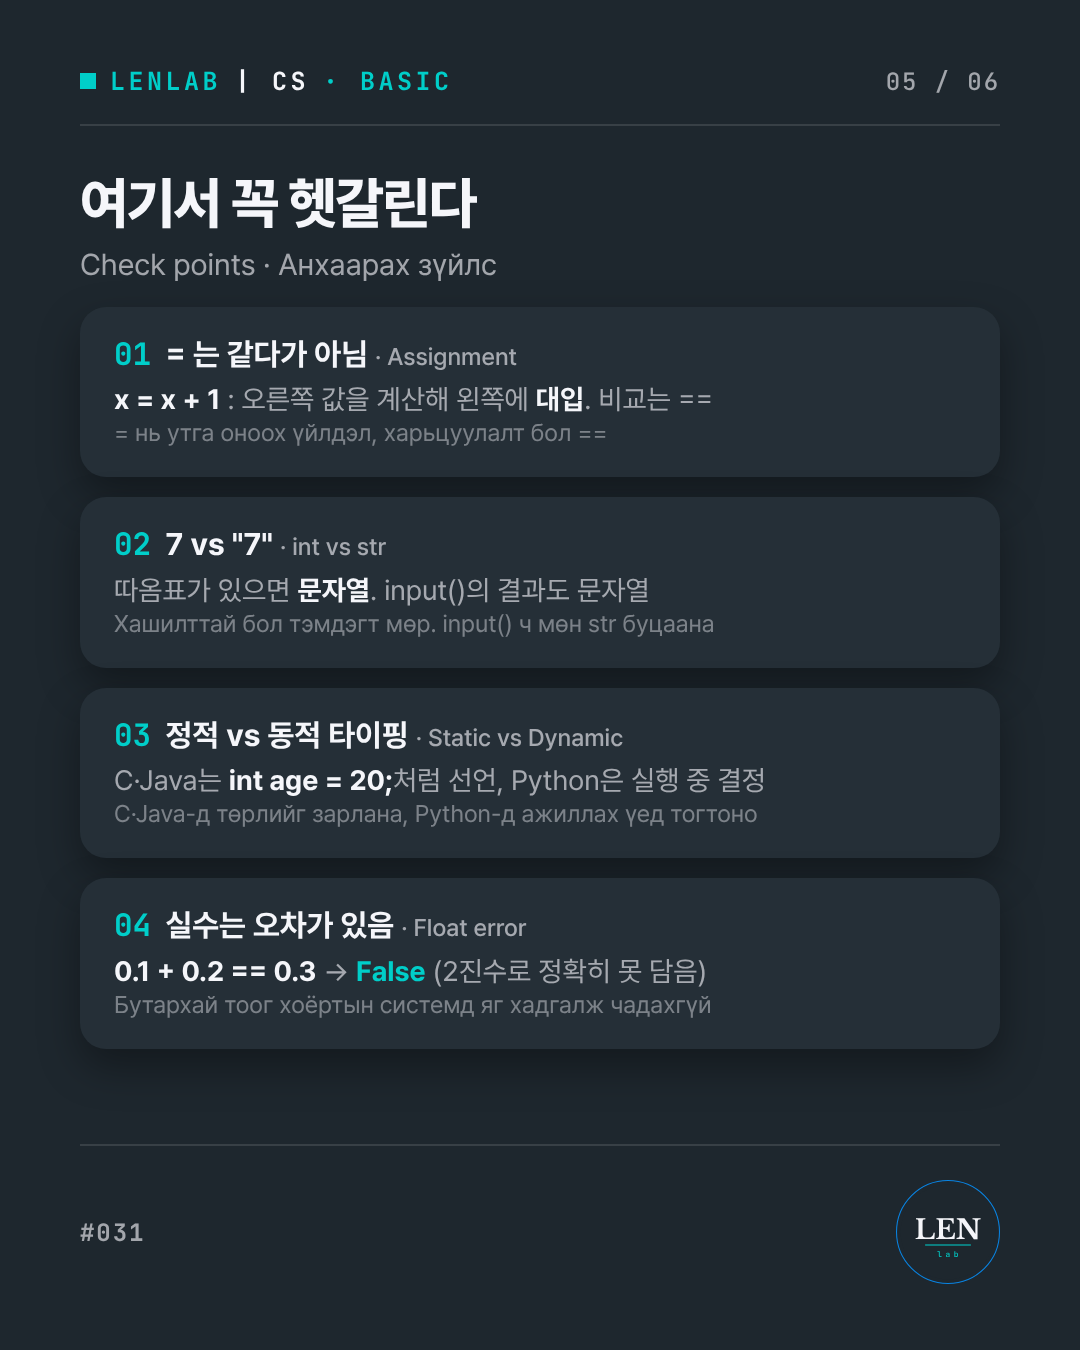 LENLAB | CS · BASIC
05 / 06
여기서 꼭 헷갈린다
Check points · Анхаарах зүйлс
01 = 는 같다가 아님 · Assignment
x = x + 1 : 오른쪽 값을 계산해 왼쪽에 대입. 비교는 ==
= нь утга оноох үйлдэл, харьцуулалт бол ==
02 7 vs "7" · int vs str
따옴표가 있으면 문자열. input()의 결과도 문자열
Хашилттай бол тэмдэгт мөр. input() ч мөн str буцаана
03 정적 vs 동적 타이핑 · Static vs Dynamic
C·Java는 int age = 20;처럼 선언, Python은 실행 중 결정
C·Java-д төрлийг зарлана, Python-д ажиллах үед тогтоно
04 실수는 오차가 있음 · Float error
0.1 + 0.2 == 0.3 → False (2진수로 정확히 못 담음)
Бутархай тоог хоёртын системд яг хадгалж чадахгүй
#031
LEN
lab